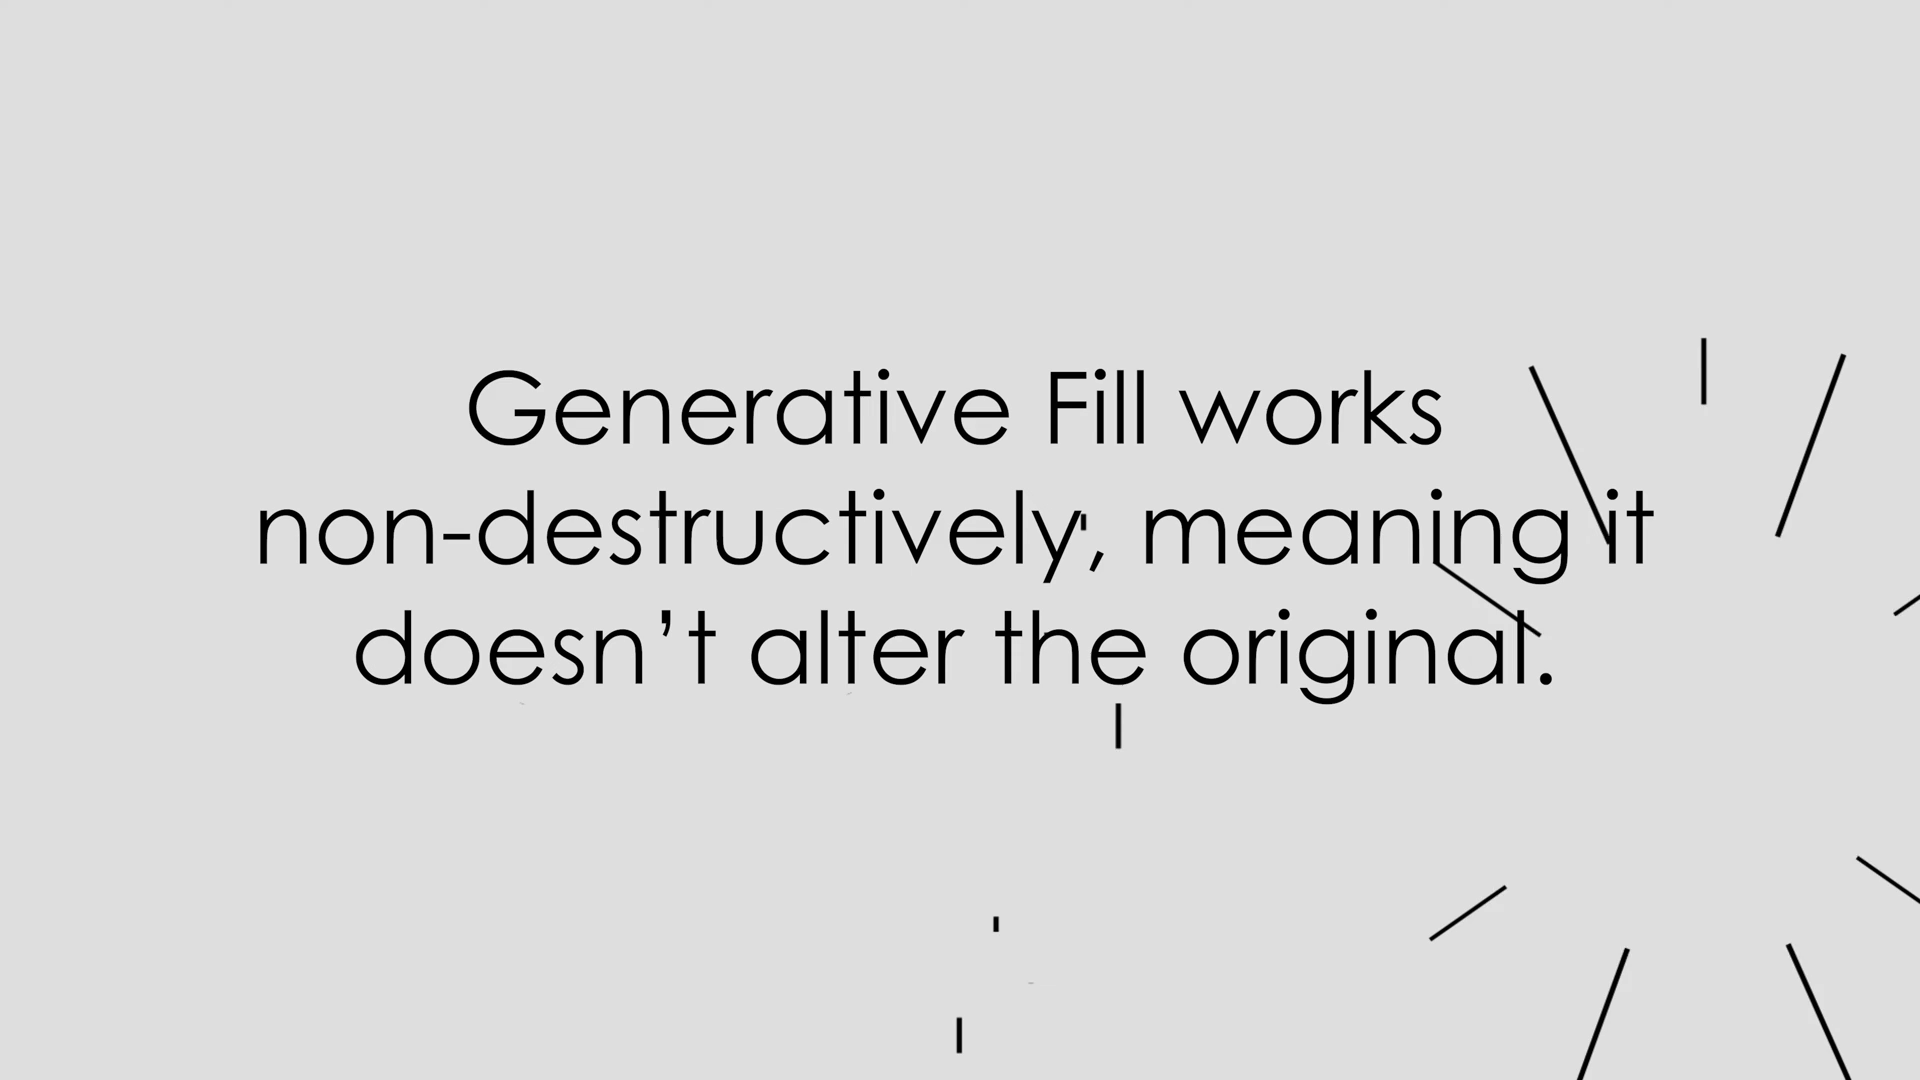 Generative Fill works
non-destructively, meaning it
doesn’t alter the original.